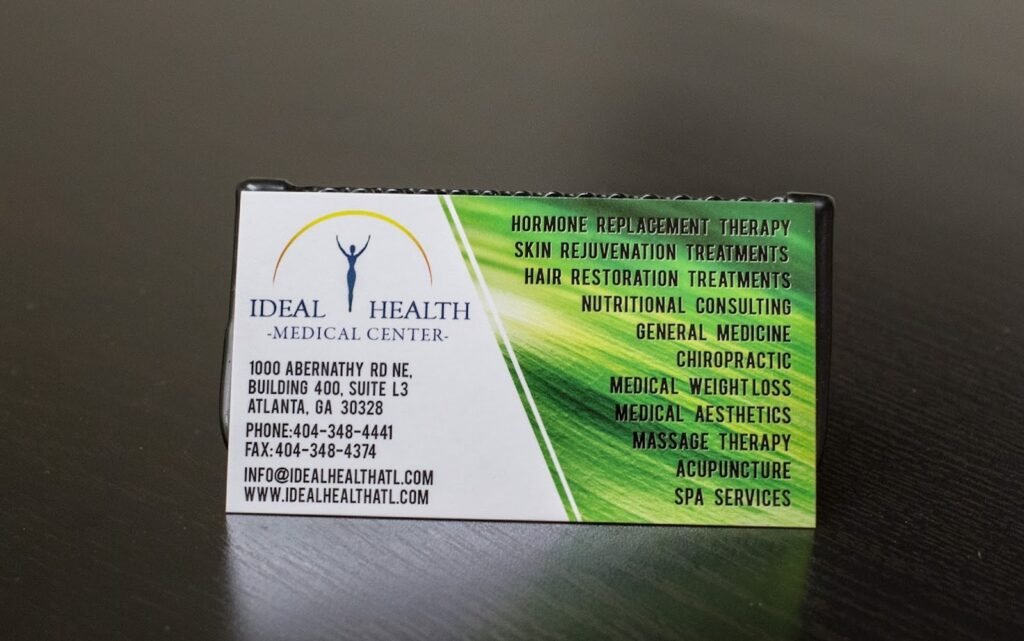 IDEAL HEALTH
-MEDICAL CENTER-
1000 ABERNATHY RD NE,
BUILDING 400, SUITE L3
ATLANTA, GA 30328
PHONE:404-348-4441
FAX:404-348-4374
INFO@IDEALHEALTHATL.COM
WWW.IDEALHEALTHATL.COM
HORMONE REPLACEMENT THERAPY
SKIN REJUVENATION TREATMENTS
HAIR RESTORATION TREATMENTS
NUTRITIONAL CONSULTING
GENERAL MEDICINE
CHIROPRACTIC
MEDICAL WEIGHTLOSS
MEDICAL AESTHETICS
MASSAGE THERAPY
ACUPUNCTURE
SPA SERVICES